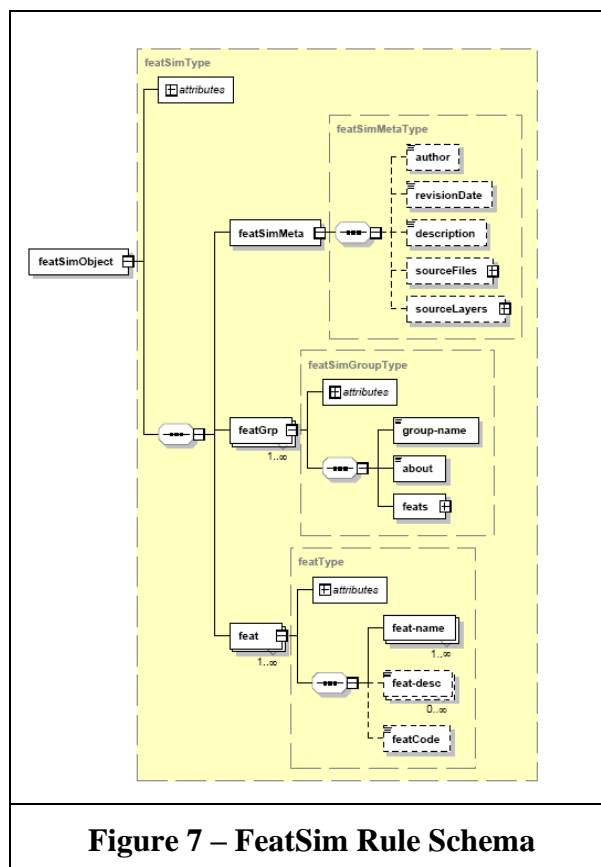 featSimType
attributes
featSimMetaType
author
revisionDate
featSimMeta
description
featSimObject
sourceFiles
sourceLayers
featSimGroupType
attributes
featGrp
1..∞
group-name
about
feats
featType
attributes
feat
1..∞
feat-name
1..∞
feat-desc
0..∞
featCode
Figure 7 – FeatSim Rule Schema